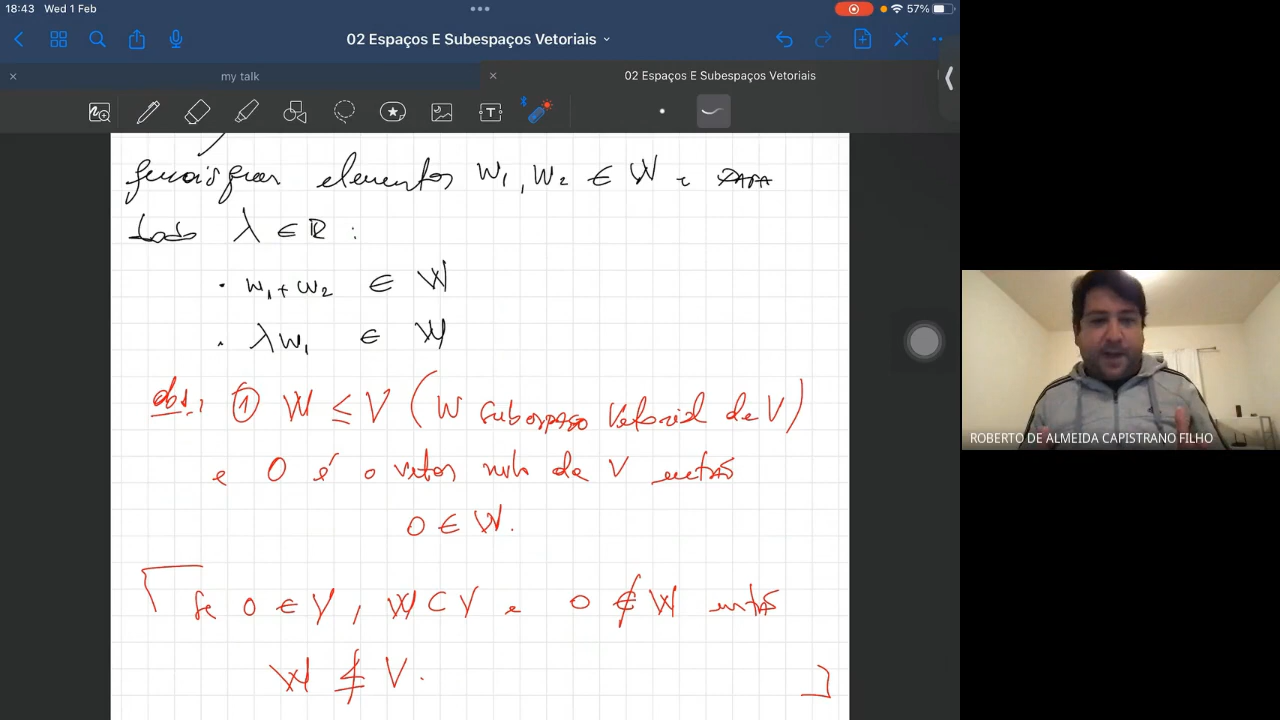 18:43 Wed 1 Feb
57%
02 Espaços E Subespaços Vetoriais
my talk
02 Espaços E Subespaços Vetoriais
quaisquer elementos w₁, w₂ ∈ W e para
todo λ ∈ ℝ :
· w₁ + w₂ ∈ W
· λw₁ ∈ W
obs.: ① W ≤ V (W subespaço Vetorial de V)
e 0 é o vetor nulo de V então
0 ∈ W.
Se 0 ∈ V, W ⊂ V e 0 ∉ W então
W ≰ V.
ROBERTO DE ALMEIDA CAPISTRANO FILHO